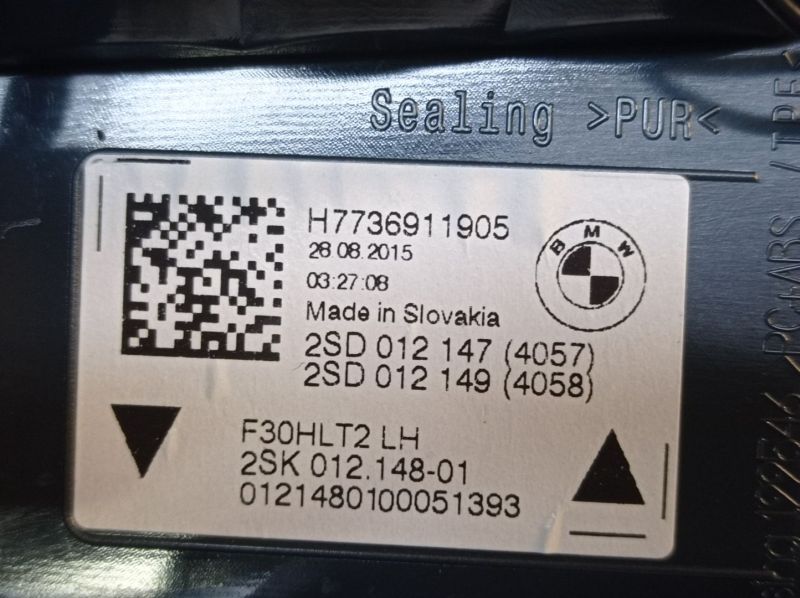 Sealing >PUR<
H7736911905
28.08.2015
03:27:08
Made in Slovakia
BMW
2SD 012 147 (4057)
2SD 012 149 (4058)
F30HLT2 LH
2SK 012.148-01
0121480100051393